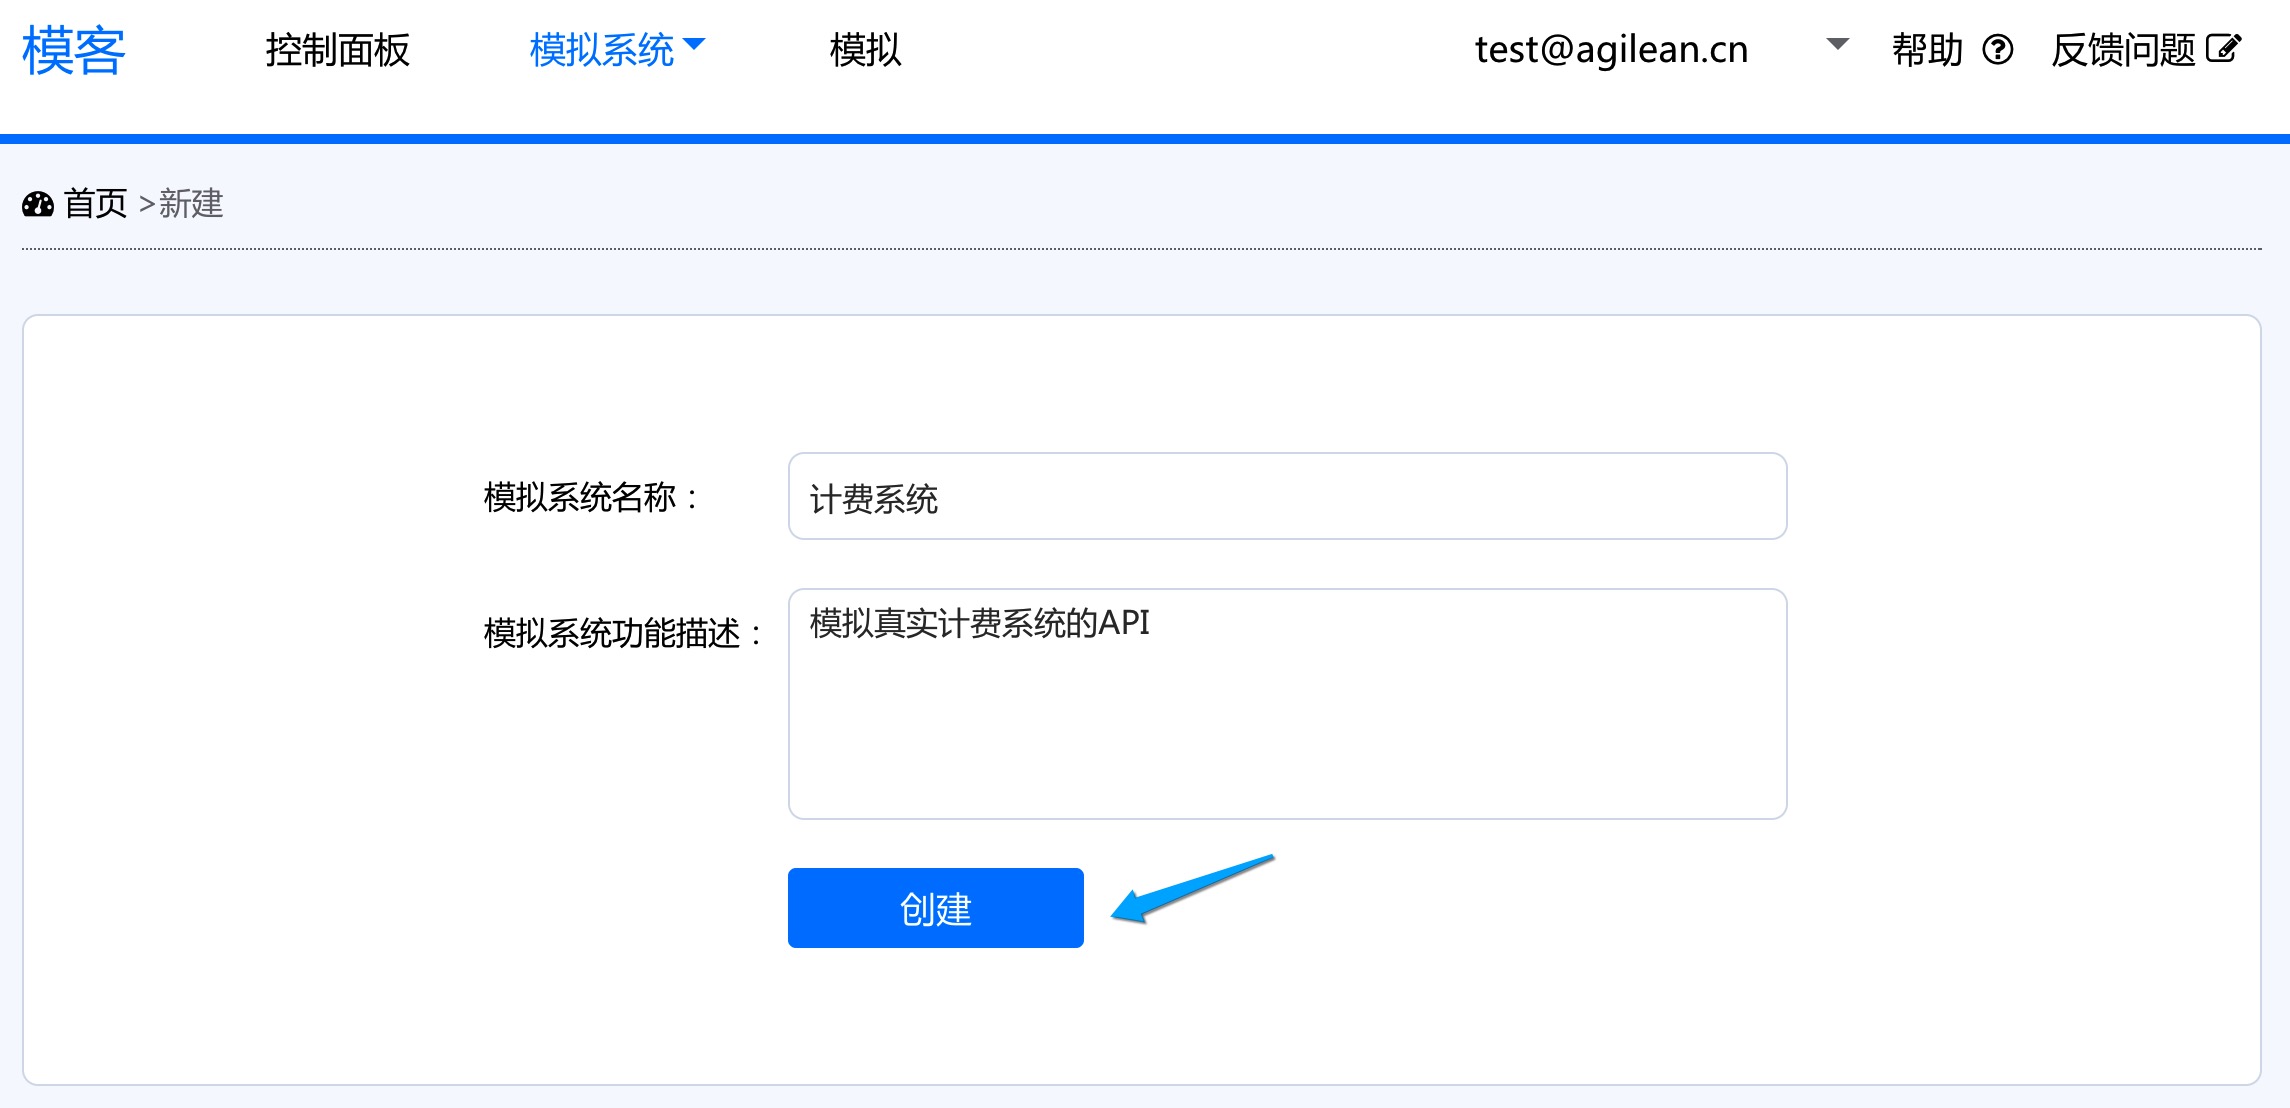 模客 控制面板 模拟系统 模拟 test@agilean.cn 帮助 反馈问题
首页 >新建
模拟系统名称： 计费系统
模拟系统功能描述： 模拟真实计费系统的API
创建